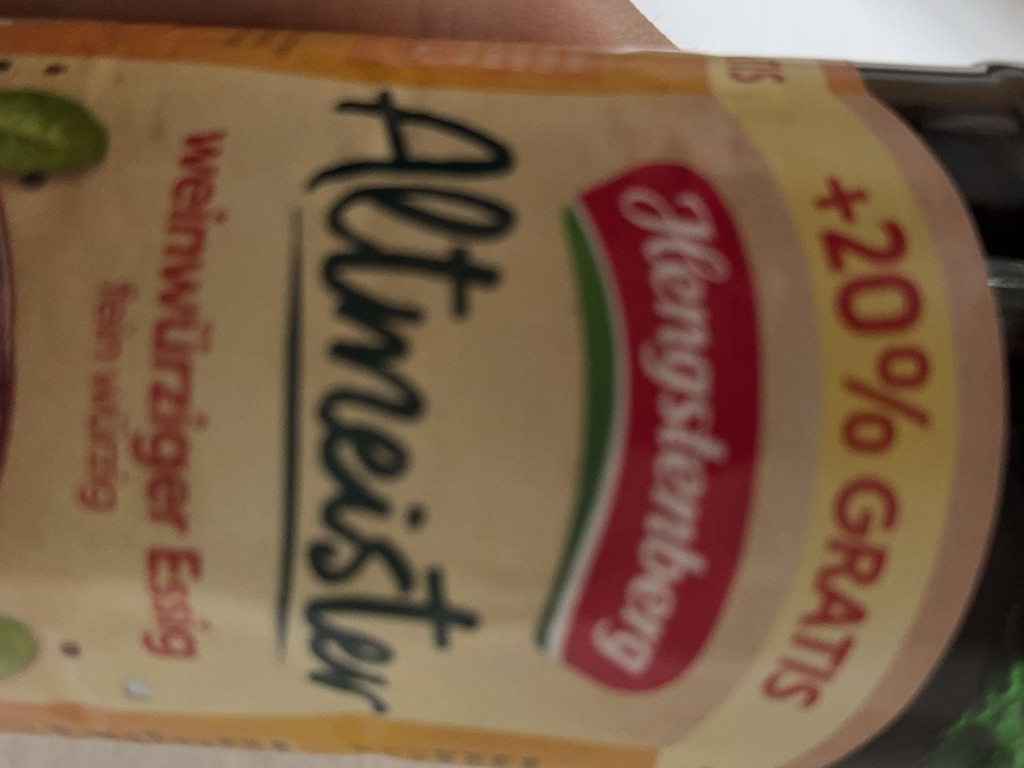 +20% GRATIS
Hengstenberg
Altmeister
weinwürziger Essig
fein würzig